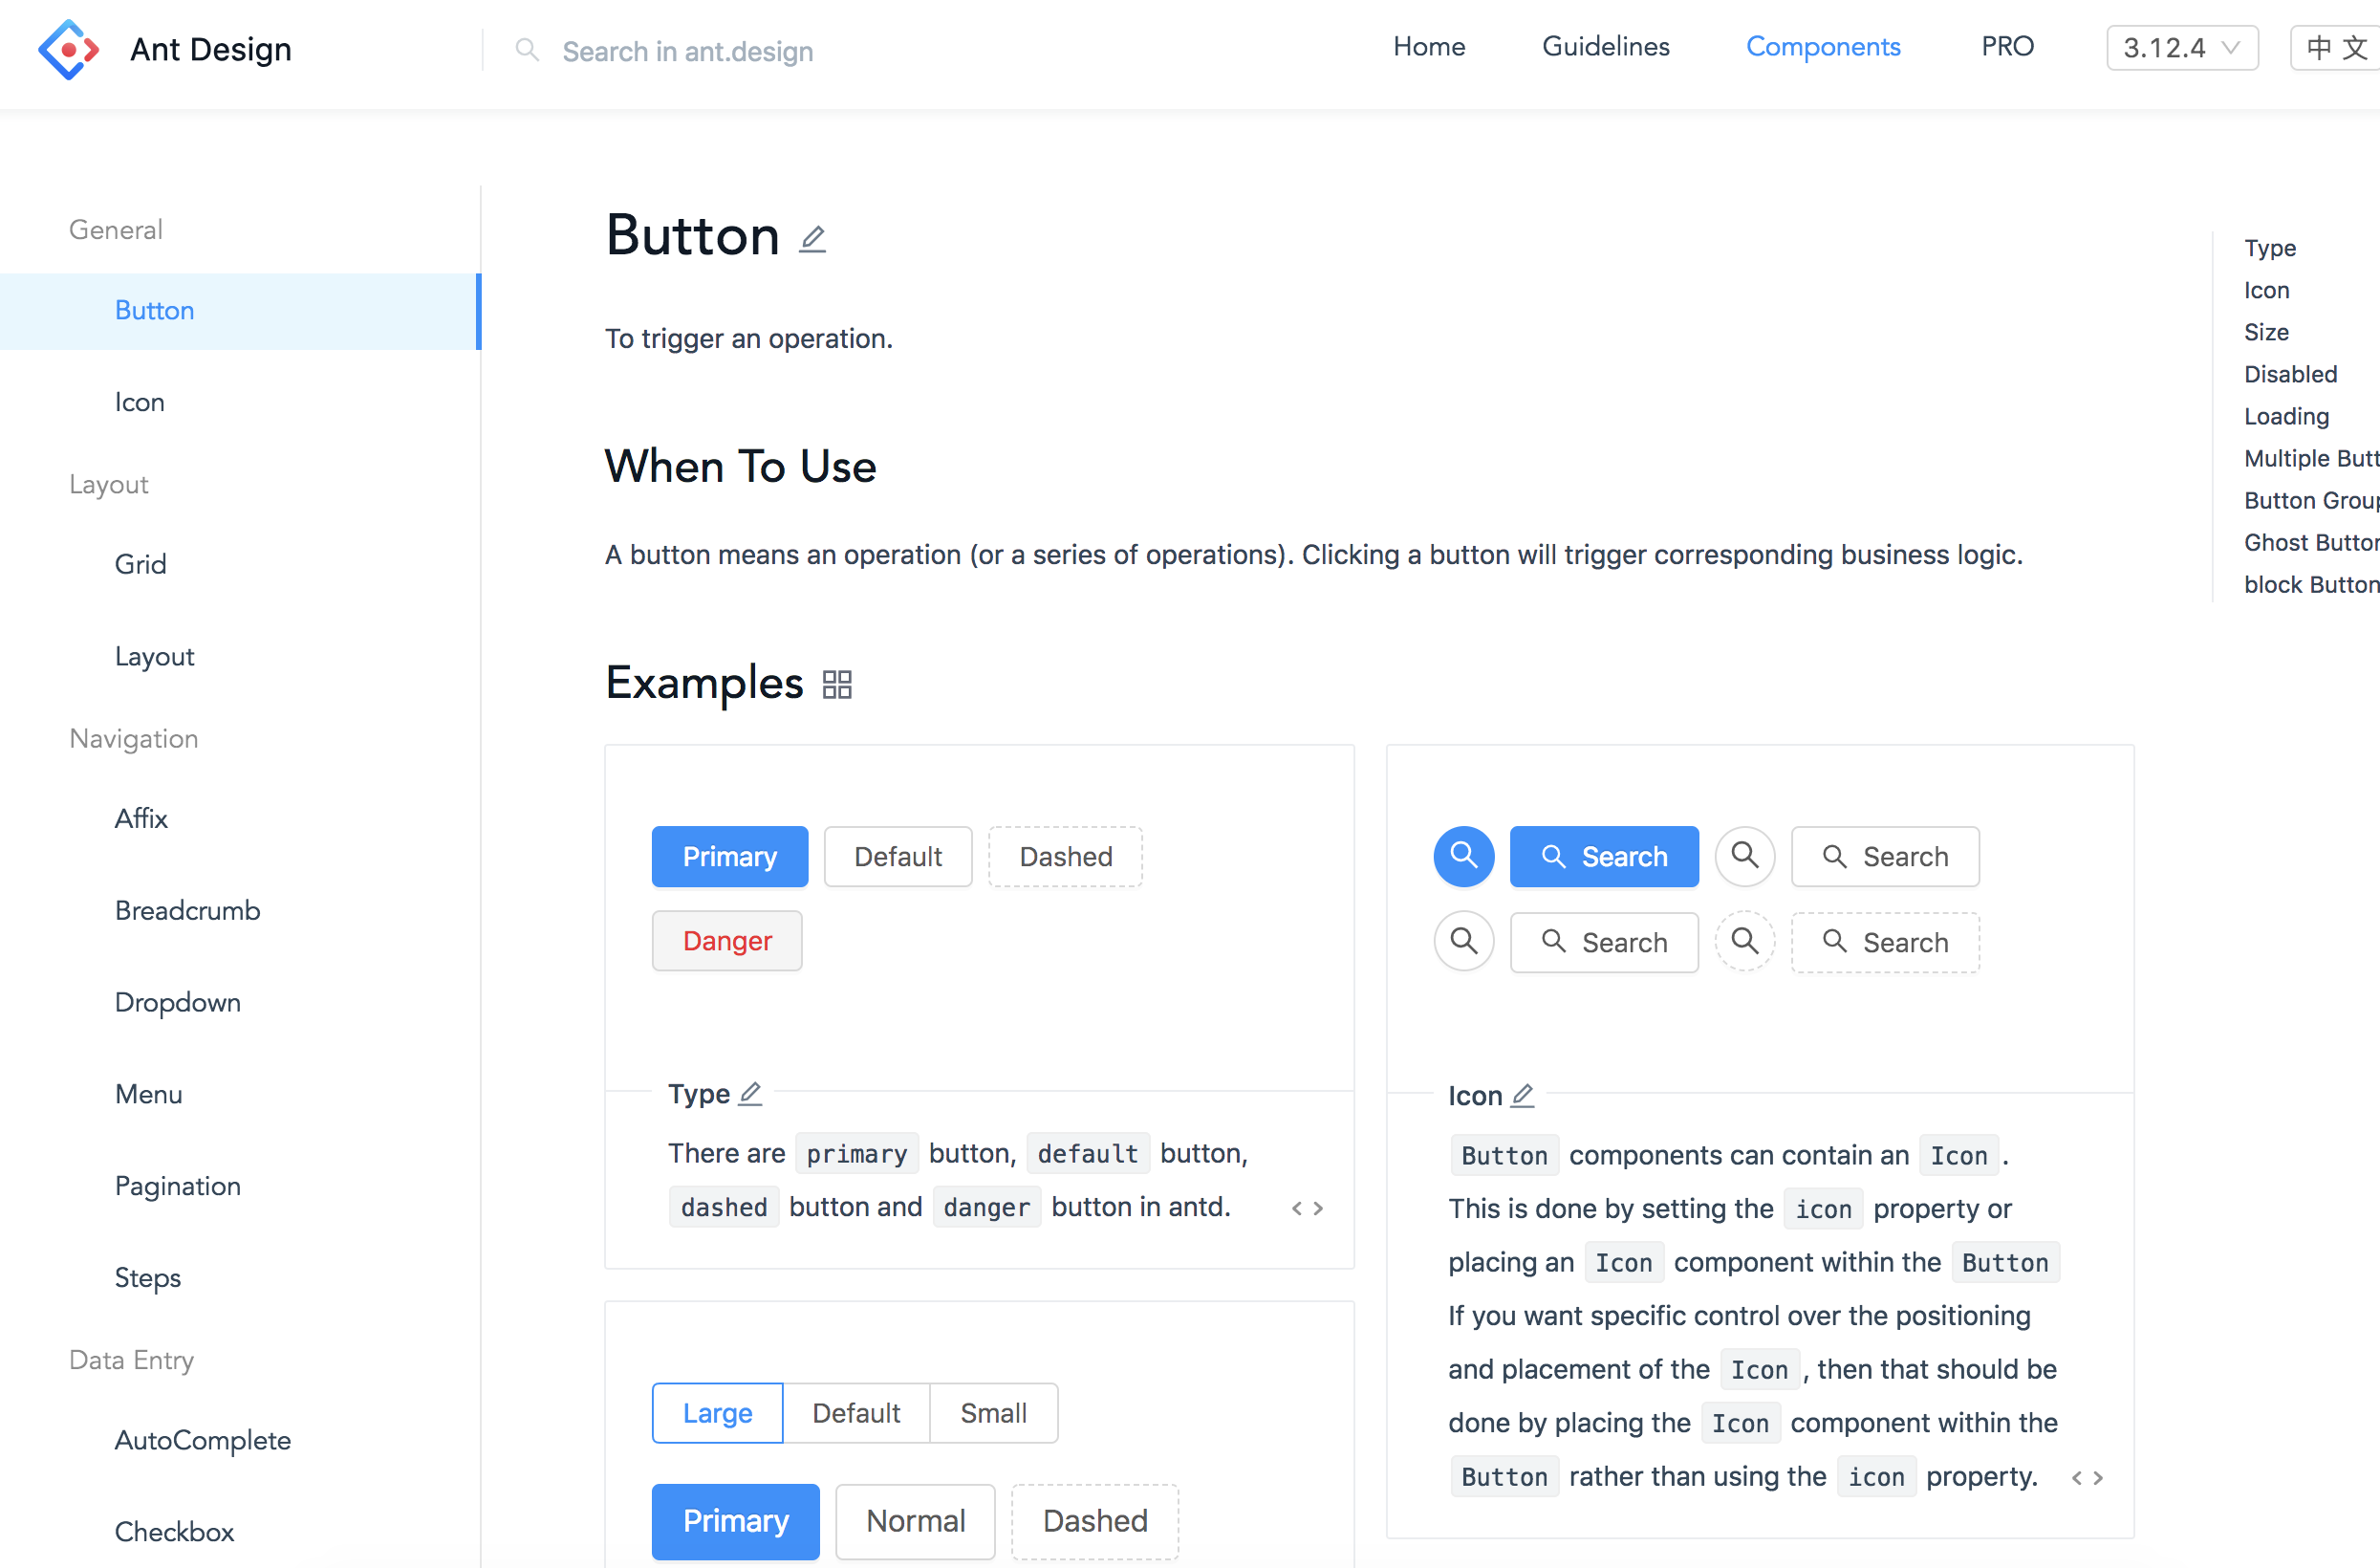 Ant Design
Search in ant.design
Home
Guidelines
Components
PRO
3.12.4
中 文
General
Button
Icon
Layout
Grid
Layout
Navigation
Affix
Breadcrumb
Dropdown
Menu
Pagination
Steps
Data Entry
AutoComplete
Checkbox
Button
To trigger an operation.
When To Use
A button means an operation (or a series of operations). Clicking a button will trigger corresponding business logic.
Examples
Primary
Default
Dashed
Danger
Type
There are primary button, default button,
dashed button and danger button in antd.
Large
Default
Small
Primary
Normal
Dashed
Search
Search
Search
Search
Icon
Button components can contain an Icon.
This is done by setting the icon property or
placing an Icon component within the Button
If you want specific control over the positioning
and placement of the Icon, then that should be
done by placing the Icon component within the
Button rather than using the icon property.
Type
Icon
Size
Disabled
Loading
Multiple Butt
Button Group
Ghost Button
block Button